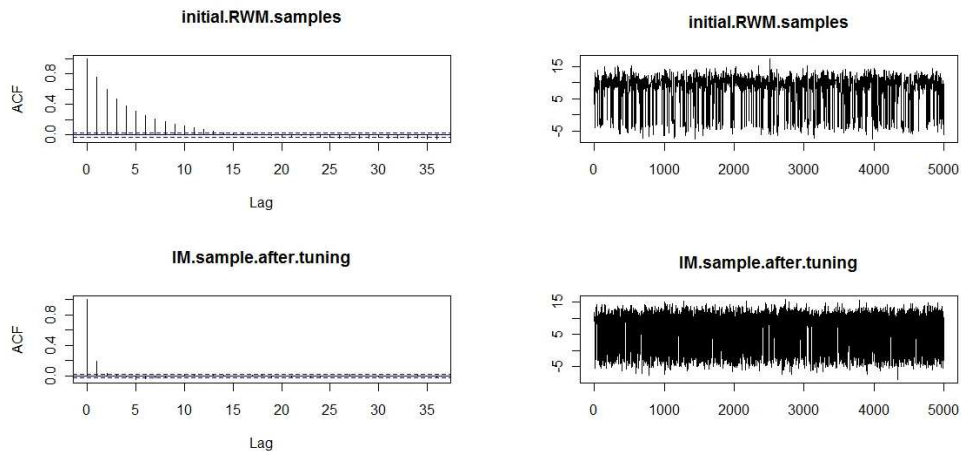 initial.RWM.samples
ACF
0.0 0.4 0.8
0 5 10 15 20 25 30 35
Lag
initial.RWM.samples
-5 5 15
0 1000 2000 3000 4000 5000
IM.sample.after.tuning
ACF
0.0 0.4 0.8
0 5 10 15 20 25 30 35
Lag
IM.sample.after.tuning
-5 5 15
0 1000 2000 3000 4000 5000